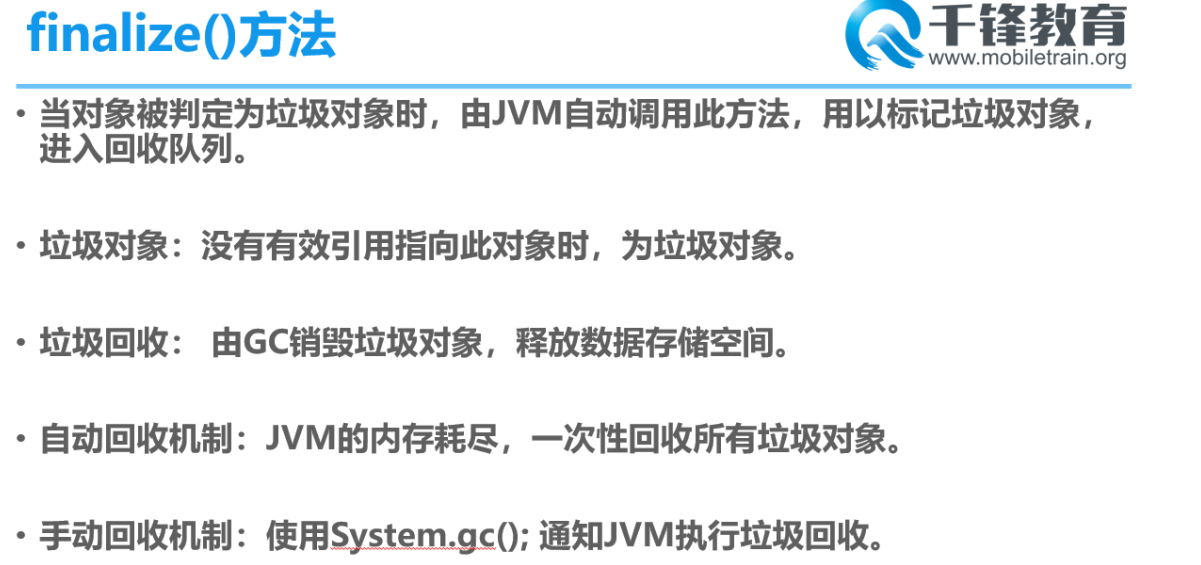 finalize()方法
千锋教育
www.mobiletrain.org
• 当对象被判定为垃圾对象时，由JVM自动调用此方法，用以标记垃圾对象，
进入回收队列。
• 垃圾对象：没有有效引用指向此对象时，为垃圾对象。
• 垃圾回收： 由GC销毁垃圾对象，释放数据存储空间。
• 自动回收机制：JVM的内存耗尽，一次性回收所有垃圾对象。
• 手动回收机制：使用System.gc(); 通知JVM执行垃圾回收。